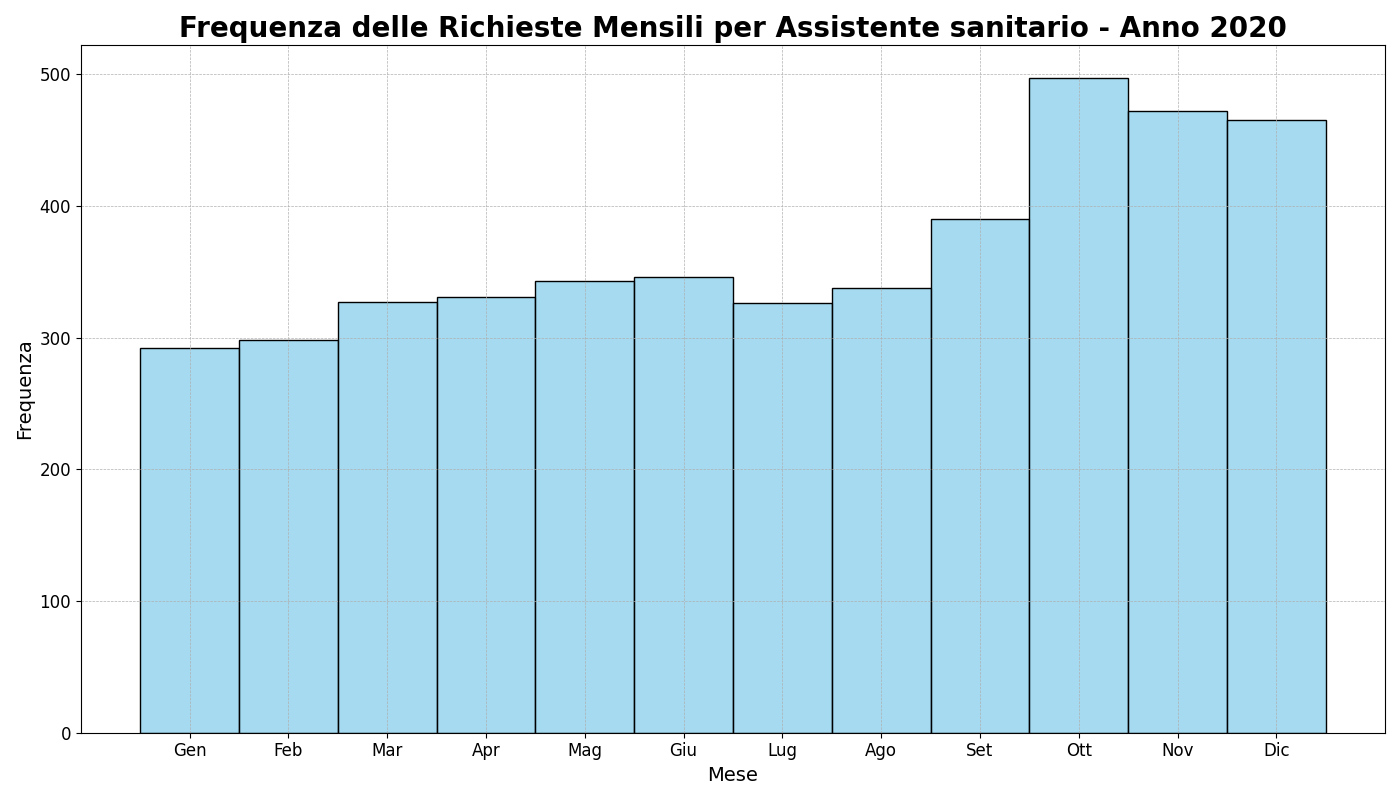 Frequenza delle Richieste Mensili per Assistente sanitario - Anno 2020
Frequenza
500
400
300
200
100
0
Gen Feb Mar Apr Mag Giu Lug Ago Set Ott Nov Dic
Mese